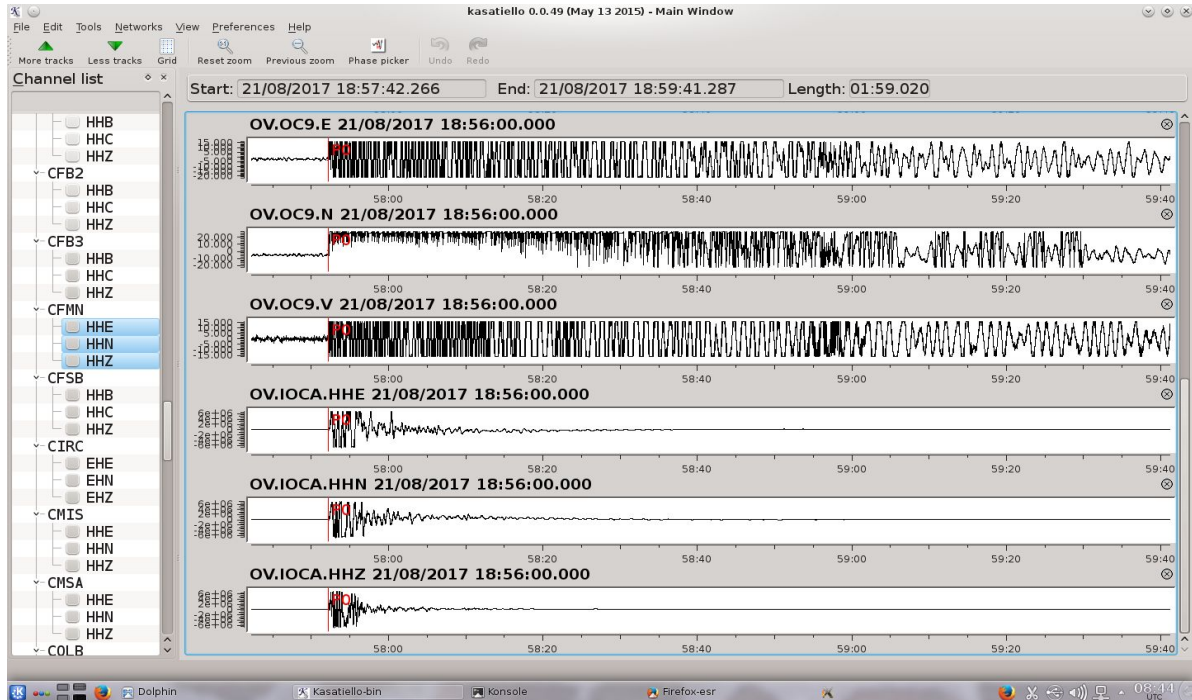 kasatiello 0.0.49 (May 13 2015) - Main Window
File Edit Tools Networks View Preferences Help
More tracks Less tracks Grid Reset zoom Previous zoom Phase picker Undo Redo
Channel list
Start: 21/08/2017 18:57:42.266 End: 21/08/2017 18:59:41.287 Length: 01:59.020
HHB
HHC
HHZ
CFB2
HHB
HHC
HHZ
CFB3
HHB
HHC
HHZ
CFMN
HHE
HHN
HHZ
CFSB
HHB
HHC
HHZ
CIRC
EHE
EHN
EHZ
CMIS
HHE
HHN
HHZ
CMSA
HHE
HHN
HHZ
COLB
OV.OC9.E 21/08/2017 18:56:00.000
P0
58:00 58:20 58:40 59:00 59:20 59:40
OV.OC9.N 21/08/2017 18:56:00.000
P0
58:00 58:20 58:40 59:00 59:20 59:40
OV.OC9.V 21/08/2017 18:56:00.000
P0
58:00 58:20 58:40 59:00 59:20 59:40
OV.IOCA.HHE 21/08/2017 18:56:00.000
P0
58:00 58:20 58:40 59:00 59:20 59:40
OV.IOCA.HHN 21/08/2017 18:56:00.000
P0
58:00 58:20 58:40 59:00 59:20 59:40
OV.IOCA.HHZ 21/08/2017 18:56:00.000
P0
58:00 58:20 58:40 59:00 59:20 59:40
Dolphin Kasatiello-bin Konsole Firefox-esr 08:44
UTC